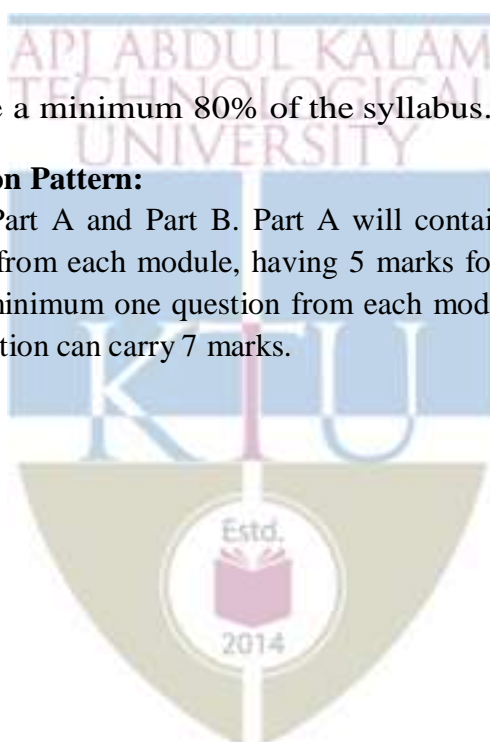 APJ ABDUL KALAM
TECHNOLOGICAL
e a minimum 80% of the syllabus.
UNIVERSITY
on Pattern:
Part A and Part B. Part A will contai
from each module, having 5 marks fo
minimum one question from each mod
tion can carry 7 marks.
KTU
Estd.
2014